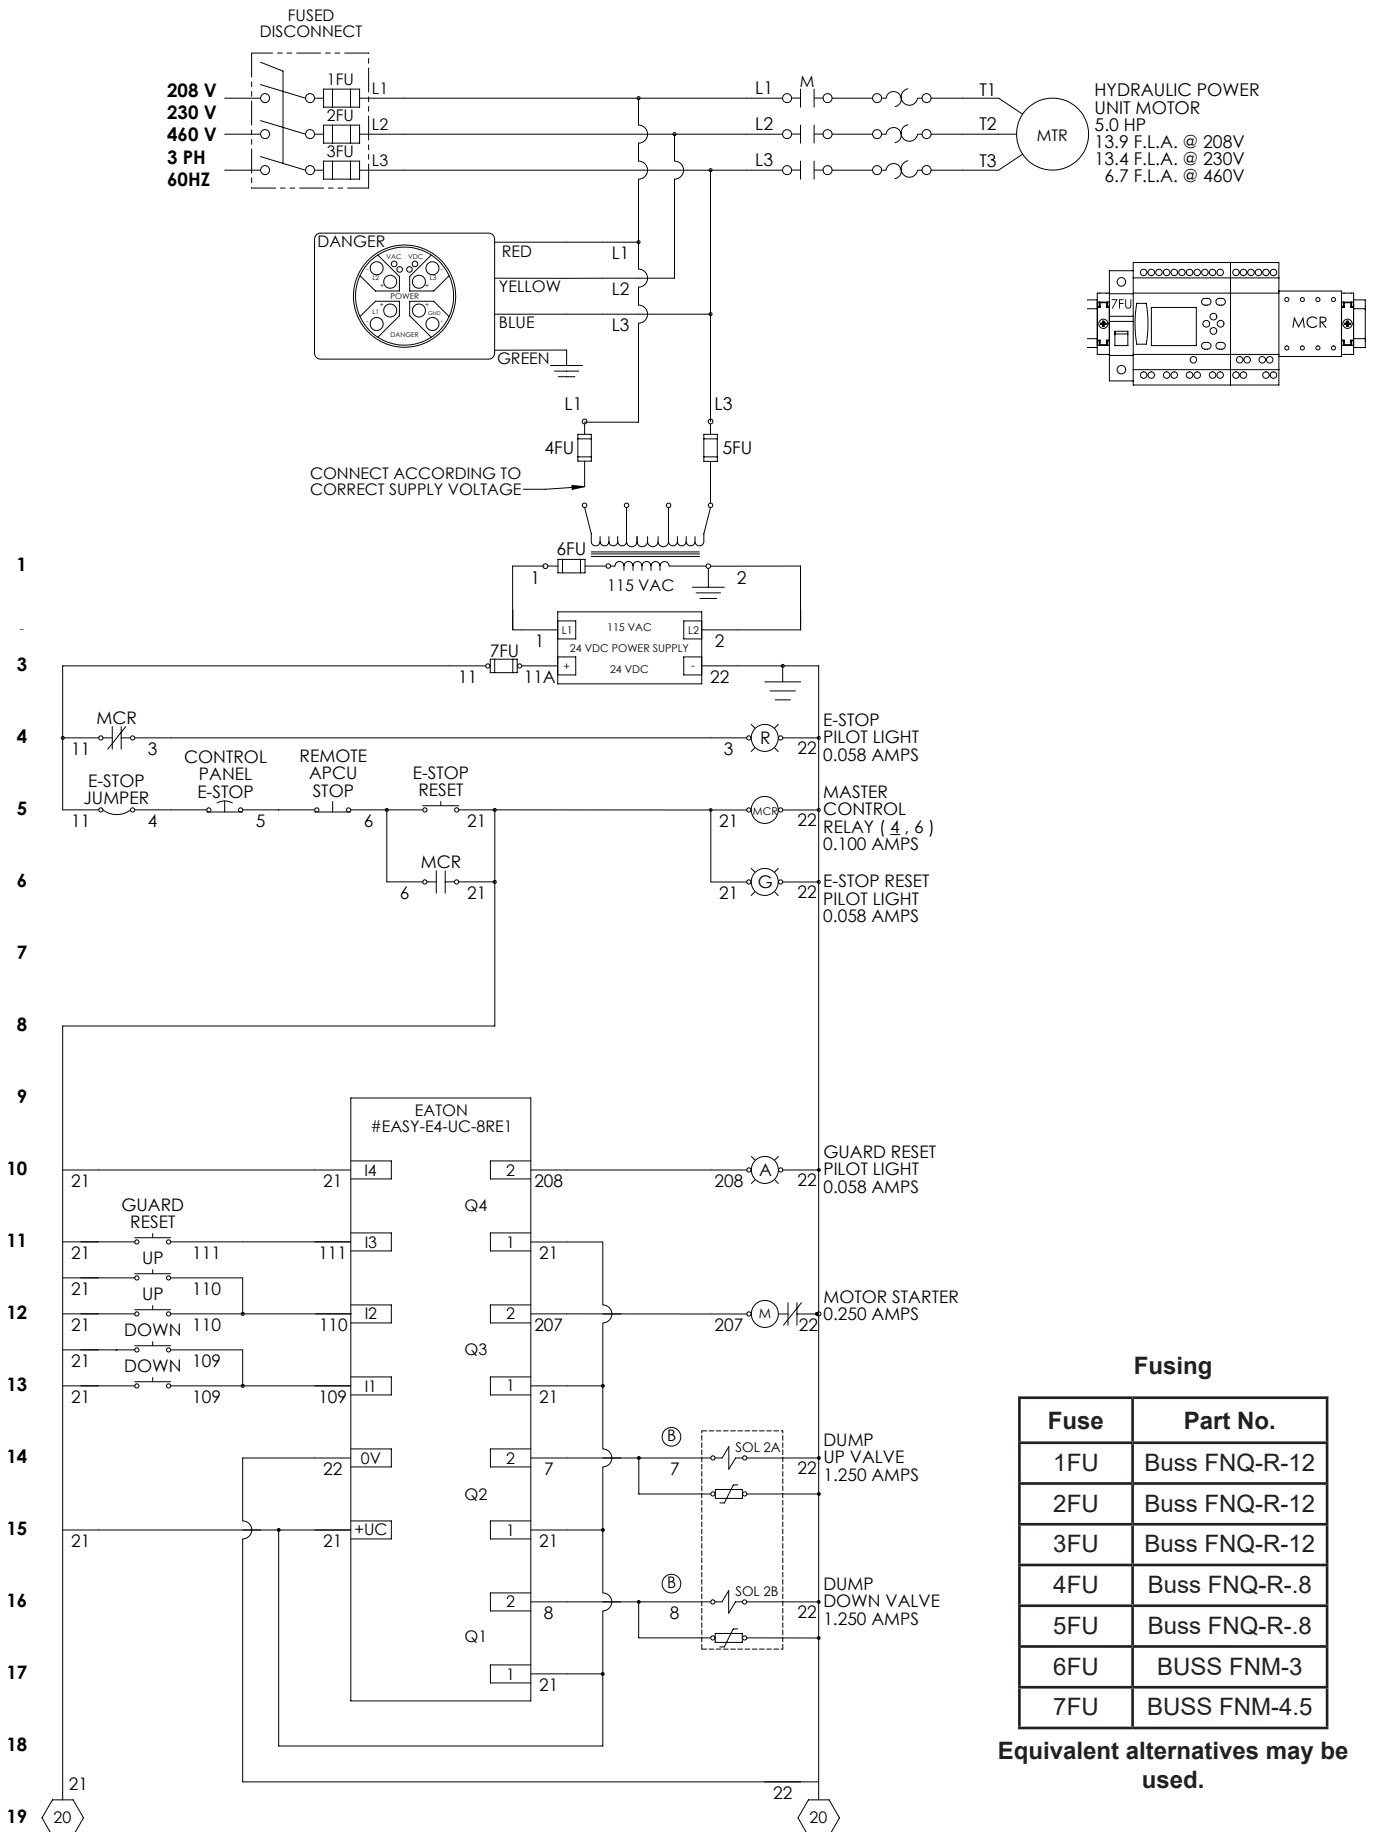 FUSED
DISCONNECT
208 V
230 V
460 V
3 PH
60HZ
1FU
L1
2FU
L2
3FU
L3
L1
M
L2
L3
T1
T2
T3
MTR
HYDRAULIC POWER
UNIT MOTOR
5.0 HP
13.9 F.L.A. @ 208V
13.4 F.L.A. @ 230V
6.7 F.L.A. @ 460V
DANGER
VAC VDC
L2
L3
POWER
L1
GND
DANGER
RED
L1
YELLOW
L2
BLUE
L3
GREEN
7FU
MCR
L1
L3
4FU
5FU
CONNECT ACCORDING TO
CORRECT SUPPLY VOLTAGE
1
6FU
1
115 VAC
2
L1
115 VAC
L2
1
2
24 VDC POWER SUPPLY
3
7FU
+
24 VDC
-
11
11A
22
4
MCR
11
3
3
R
22
E-STOP
PILOT LIGHT
0.058 AMPS
5
E-STOP
JUMPER
CONTROL
PANEL
E-STOP
REMOTE
APCU
STOP
E-STOP
RESET
11
4
5
6
21
21
MCR
22
MASTER
CONTROL
RELAY ( 4 , 6 )
0.100 AMPS
6
MCR
6
21
21
G
22
E-STOP RESET
PILOT LIGHT
0.058 AMPS
7
8
9
EATON
#EASY-E4-UC-8RE1
10
21
21
I4
2
208
208
A
22
GUARD RESET
PILOT LIGHT
0.058 AMPS
Q4
11
GUARD
RESET
21
111
111
I3
1
21
UP
21
110
12
UP
21
110
110
I2
2
207
207
M
22
MOTOR STARTER
0.250 AMPS
Q3
DOWN
21
109
13
DOWN
21
109
109
I1
1
21
14
22
0V
2
7
B
7
SOL 2A
22
DUMP
UP VALVE
1.250 AMPS
Q2
15
21
21
+UC
1
21
16
2
8
B
8
SOL 2B
22
DUMP
DOWN VALVE
1.250 AMPS
Q1
17
1
21
18
21
22
19
20
20
Fusing
Fuse Part No.
1FU Buss FNQ-R-12
2FU Buss FNQ-R-12
3FU Buss FNQ-R-12
4FU Buss FNQ-R-.8
5FU Buss FNQ-R-.8
6FU BUSS FNM-3
7FU BUSS FNM-4.5
Equivalent alternatives may be
used.